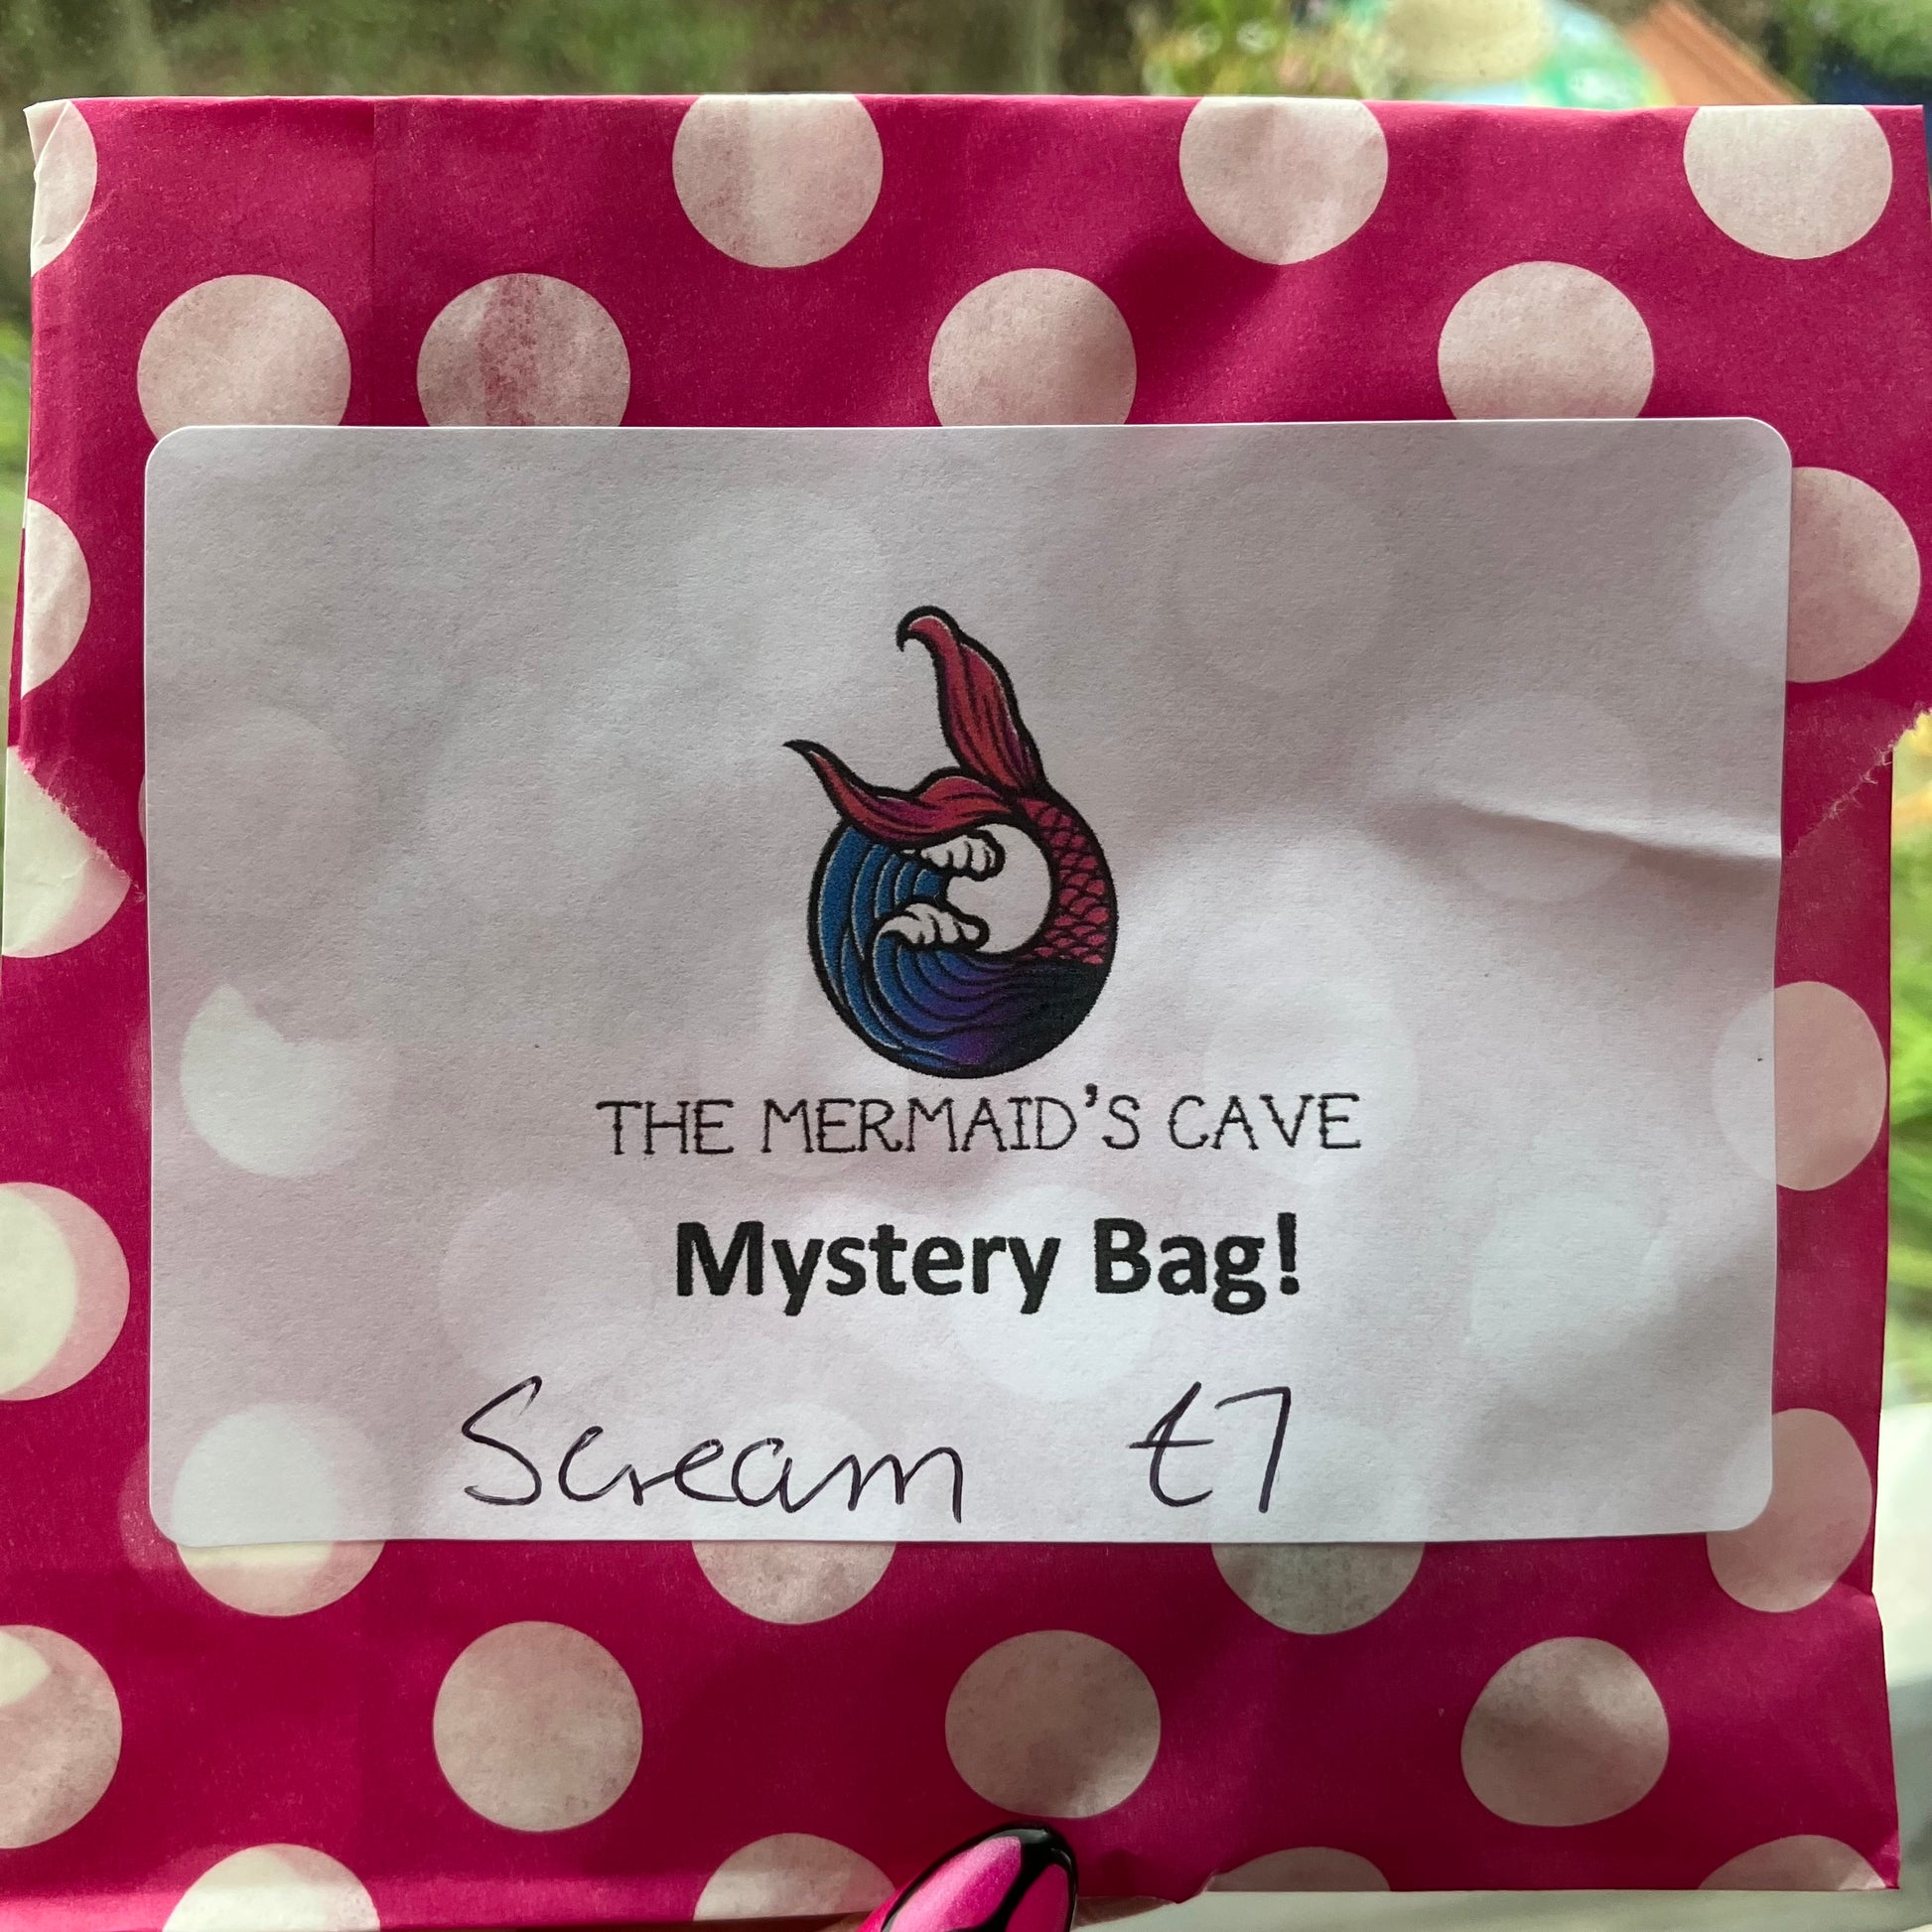 THE MERMAID'S CAVE
Mystery Bag!
Scream £7